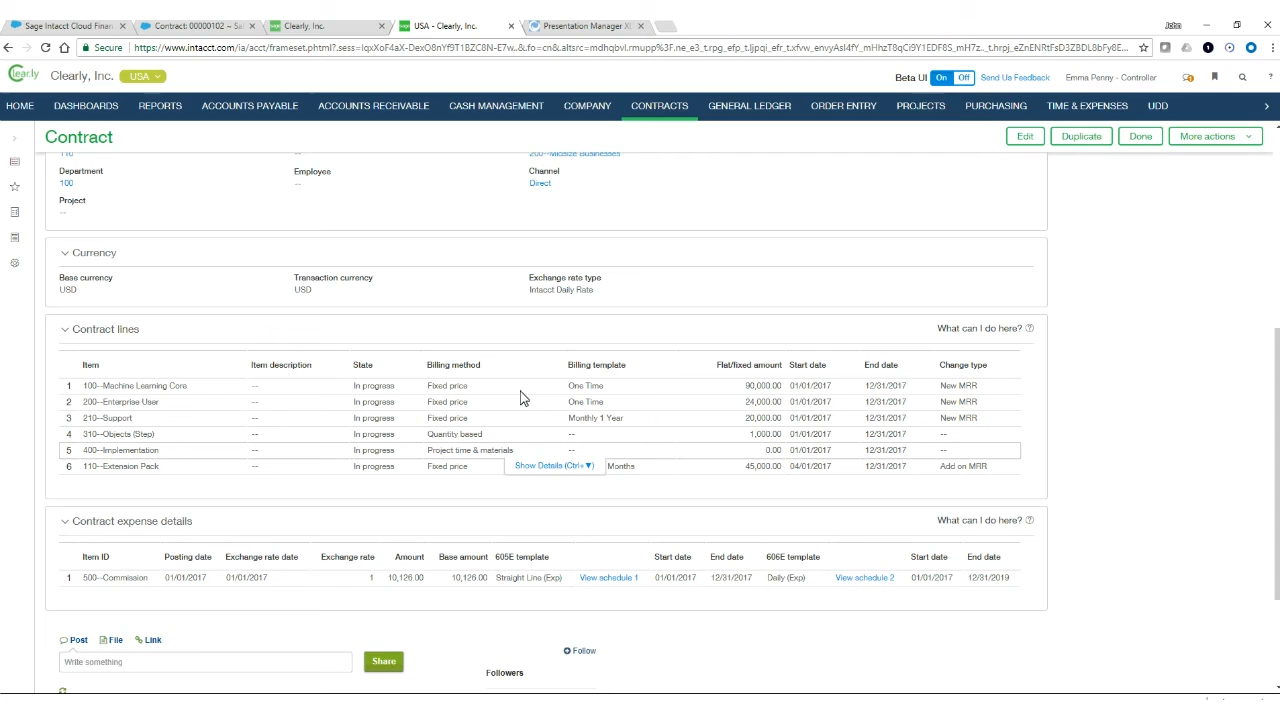 Sage Intacct Cloud Finan
Contract: 00000102 ~ Sa
Clearly, Inc.
USA - Clearly, Inc.
Presentation Manager XI
John
Secure
Clear.ly
Clearly, Inc.
USA
Beta UI On Off Send Us Feedback Emma Penny - Controller
HOME DASHBOARDS REPORTS ACCOUNTS PAYABLE ACCOUNTS RECEIVABLE CASH MANAGEMENT COMPANY CONTRACTS GENERAL LEDGER ORDER ENTRY PROJECTS PURCHASING TIME & EXPENSES UDD
Contract
Edit Duplicate Done More actions
110 -- 200--Midsize Businesses
Department Employee Channel
100 -- Direct
Project
--
Currency
Base currency Transaction currency Exchange rate type
USD USD Intacct Daily Rate
Contract lines What can I do here?
Item Item description State Billing method Billing template Flat/fixed amount Start date End date Change type
1 100--Machine Learning Core -- In progress Fixed price One Time 90,000.00 01/01/2017 12/31/2017 New MRR
2 200--Enterprise User -- In progress Fixed price One Time 24,000.00 01/01/2017 12/31/2017 New MRR
3 210--Support -- In progress Fixed price Monthly 1 Year 20,000.00 01/01/2017 12/31/2017 New MRR
4 310--Objects (Step) -- In progress Quantity based -- 1,000.00 01/01/2017 12/31/2017 --
5 400--Implementation -- In progress Project time & materials -- 0.00 01/01/2017 12/31/2017 --
6 110--Extension Pack -- In progress Fixed price Show Details (Ctrl+▼) Months 45,000.00 04/01/2017 12/31/2017 Add on MRR
Contract expense details What can I do here?
Item ID Posting date Exchange rate date Exchange rate Amount Base amount 605E template Start date End date 606E template Start date End date
1 500--Commission 01/01/2017 01/01/2017 1 10,126.00 10,126.00 Straight Line (Exp) View schedule 1 01/01/2017 12/31/2017 Daily (Exp) View schedule 2 01/01/2017 12/31/2019
Post File Link
Follow
Write something Share
Followers